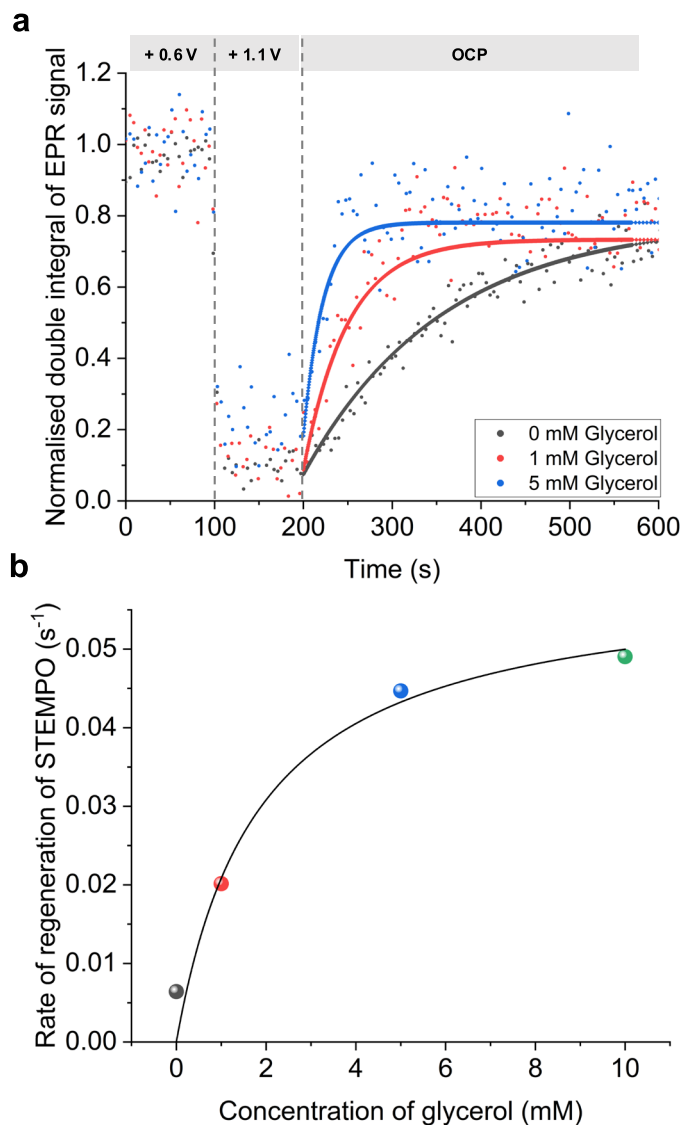 a
+ 0.6 V + 1.1 V OCP
Normalised double integral of EPR signal
1.2
1.0
0.8
0.6
0.4
0.2
0.0
0 mM Glycerol
1 mM Glycerol
5 mM Glycerol
0 100 200 300 400 500 600
Time (s)
b
Rate of regeneration of STEMPO (s⁻¹)
0.05
0.04
0.03
0.02
0.01
0.00
0 2 4 6 8 10
Concentration of glycerol (mM)